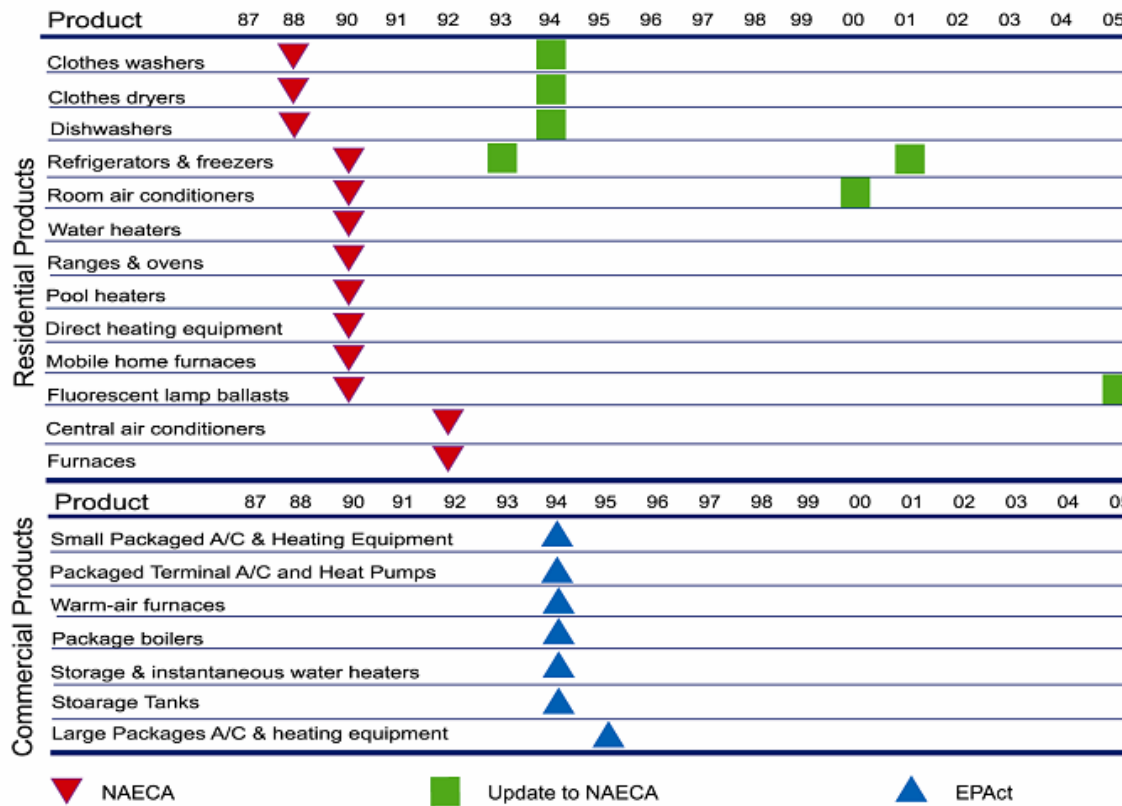 Product 87 88 90 91 92 93 94 95 96 97 98 99 00 01 02 03 04 05
Residential Products
Clothes washers
Clothes dryers
Dishwashers
Refrigerators & freezers
Room air conditioners
Water heaters
Ranges & ovens
Pool heaters
Direct heating equipment
Mobile home furnaces
Fluorescent lamp ballasts
Central air conditioners
Furnaces
Product 87 88 90 91 92 93 94 95 96 97 98 99 00 01 02 03 04 05
Commercial Products
Small Packaged A/C & Heating Equipment
Packaged Terminal A/C and Heat Pumps
Warm-air furnaces
Package boilers
Storage & instantaneous water heaters
Stoarage Tanks
Large Packages A/C & heating equipment
NAECA Update to NAECA EPAct